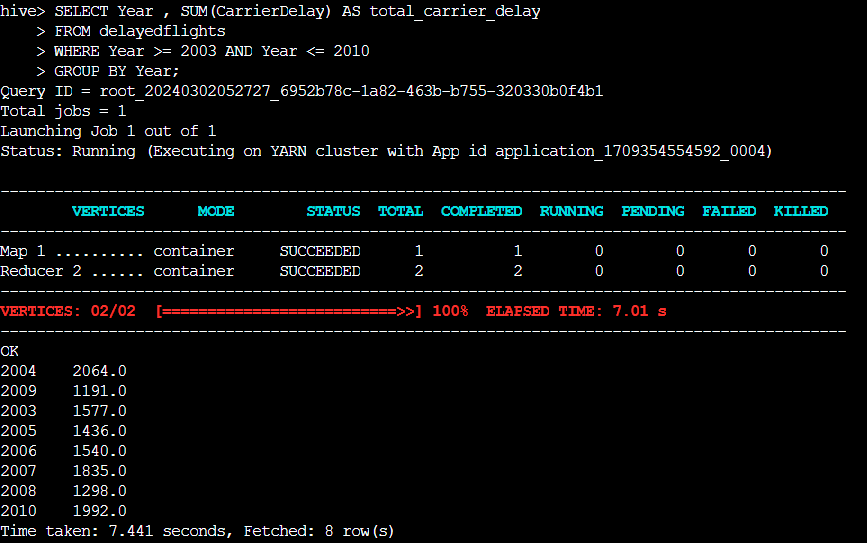 hive> SELECT Year , SUM(CarrierDelay) AS total_carrier_delay
    > FROM delayedflights
    > WHERE Year >= 2003 AND Year <= 2010
    > GROUP BY Year;
Query ID = root_20240302052727_6952b78c-1a82-463b-b755-320330b0f4b1
Total jobs = 1
Launching Job 1 out of 1
Status: Running (Executing on YARN cluster with App id application_1709354554592_0004)
--------------------------------------------------------------------------------
        VERTICES      MODE        STATUS  TOTAL  COMPLETED  RUNNING  PENDING  FAILED  KILLED
--------------------------------------------------------------------------------
Map 1 .......... container     SUCCEEDED      1          1        0        0       0       0
Reducer 2 ...... container     SUCCEEDED      2          2        0        0       0       0
--------------------------------------------------------------------------------
VERTICES: 02/02  [==========================>>] 100%  ELAPSED TIME: 7.01 s
--------------------------------------------------------------------------------
OK
2004    2064.0
2009    1191.0
2003    1577.0
2005    1436.0
2006    1540.0
2007    1835.0
2008    1298.0
2010    1992.0
Time taken: 7.441 seconds, Fetched: 8 row(s)